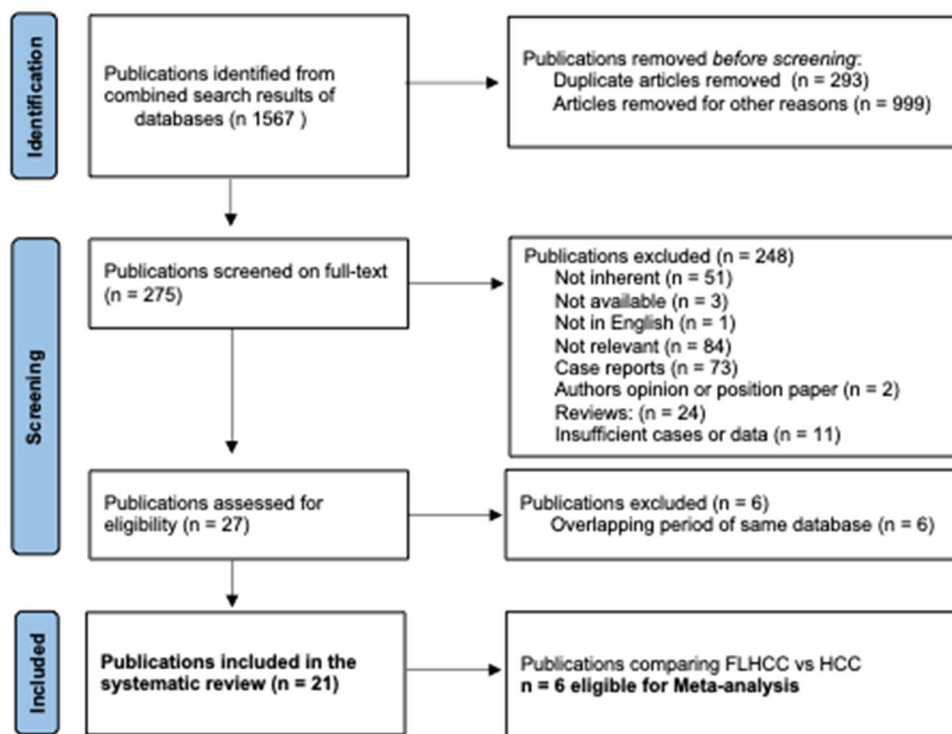 Identification
Publications identified from
combined search results of
databases (n 1567 )
Publications removed before screening:
Duplicate articles removed (n = 293)
Articles removed for other reasons (n = 999)
Screening
Publications screened on full-text
(n = 275)
Publications excluded (n = 248)
Not inherent (n = 51)
Not available (n = 3)
Not in English (n = 1)
Not relevant (n = 84)
Case reports (n = 73)
Authors opinion or position paper (n = 2)
Reviews: (n = 24)
Insufficient cases or data (n = 11)
Publications assessed for
eligibility (n = 27)
Publications excluded (n = 6)
Overlapping period of same database (n = 6)
Included
Publications included in the
systematic review (n = 21)
Publications comparing FLHCC vs HCC
n = 6 eligible for Meta-analysis